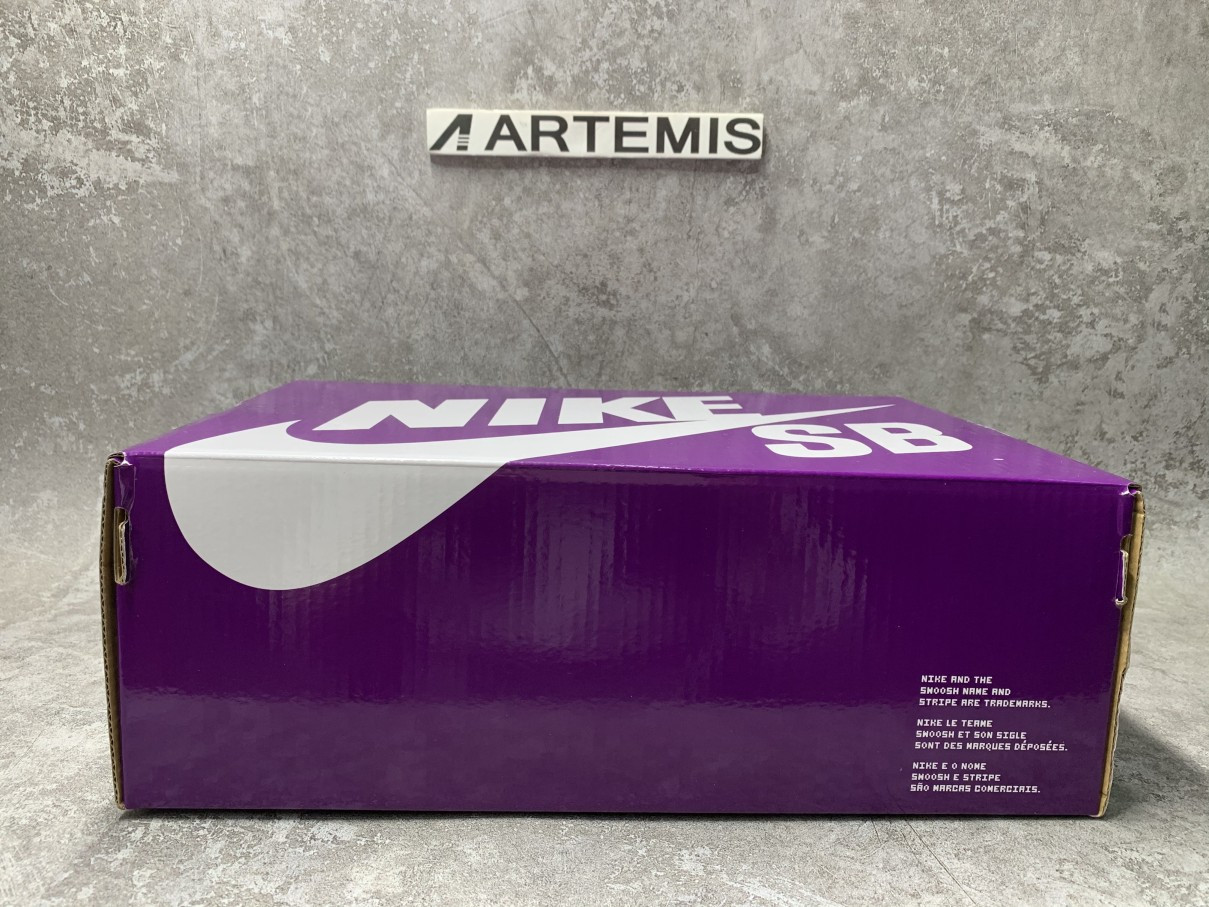 ARTEMIS
NIKE
SB
NIKE AND THE
SWOOSH NAME AND
STRIPE ARE TRADEMARKS.
NIKE LE TERME
SWOOSH ET SON SIGLE
SONT DES MARQUES DÉPOSÉES.
NIKE E O NOME
SWOOSH E STRIPE
SÃO MARCAS COMERCIAIS.